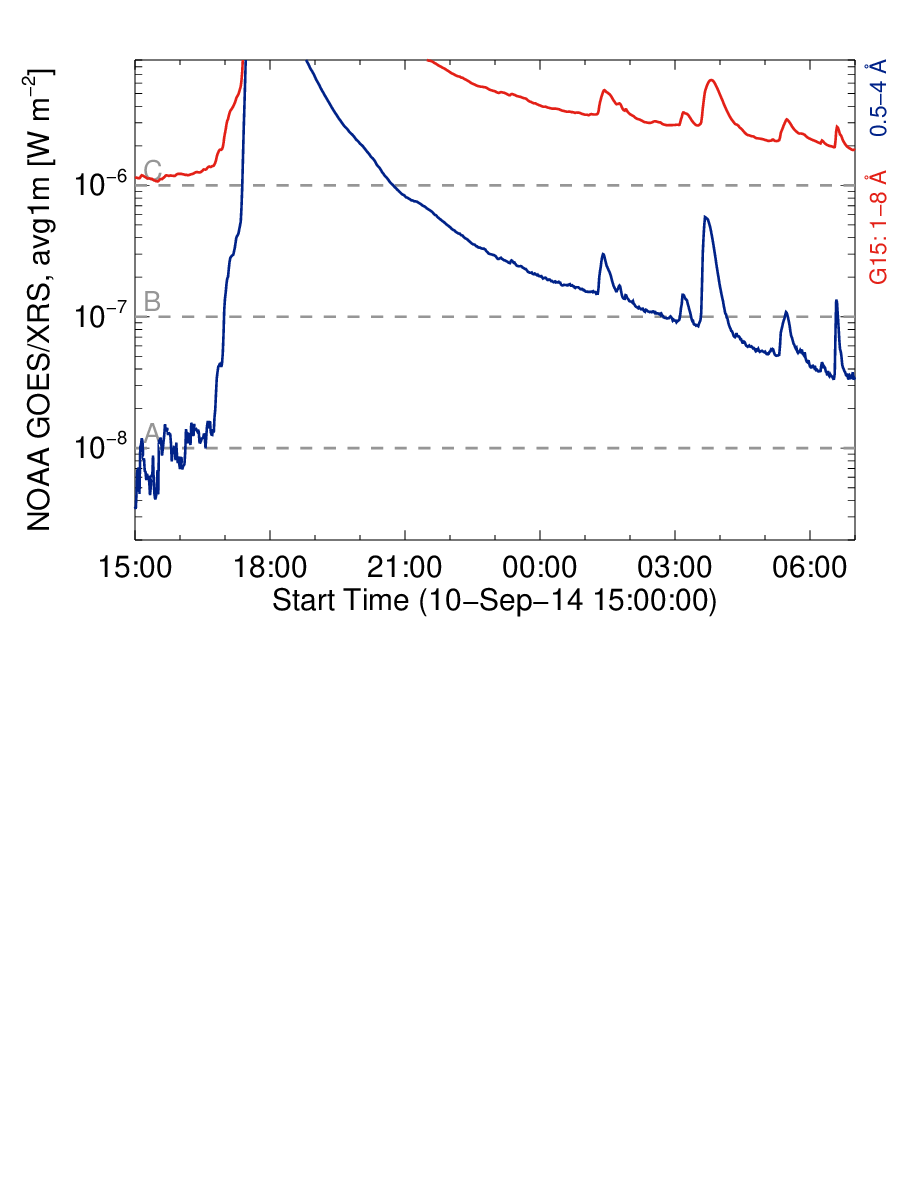 NOAA GOES/XRS, avg1m [W m−2]
10−6
10−7
10−8
C
B
A
0.5−4 Å
G15: 1−8 Å
15:00 18:00 21:00 00:00 03:00 06:00
Start Time (10−Sep−14 15:00:00)